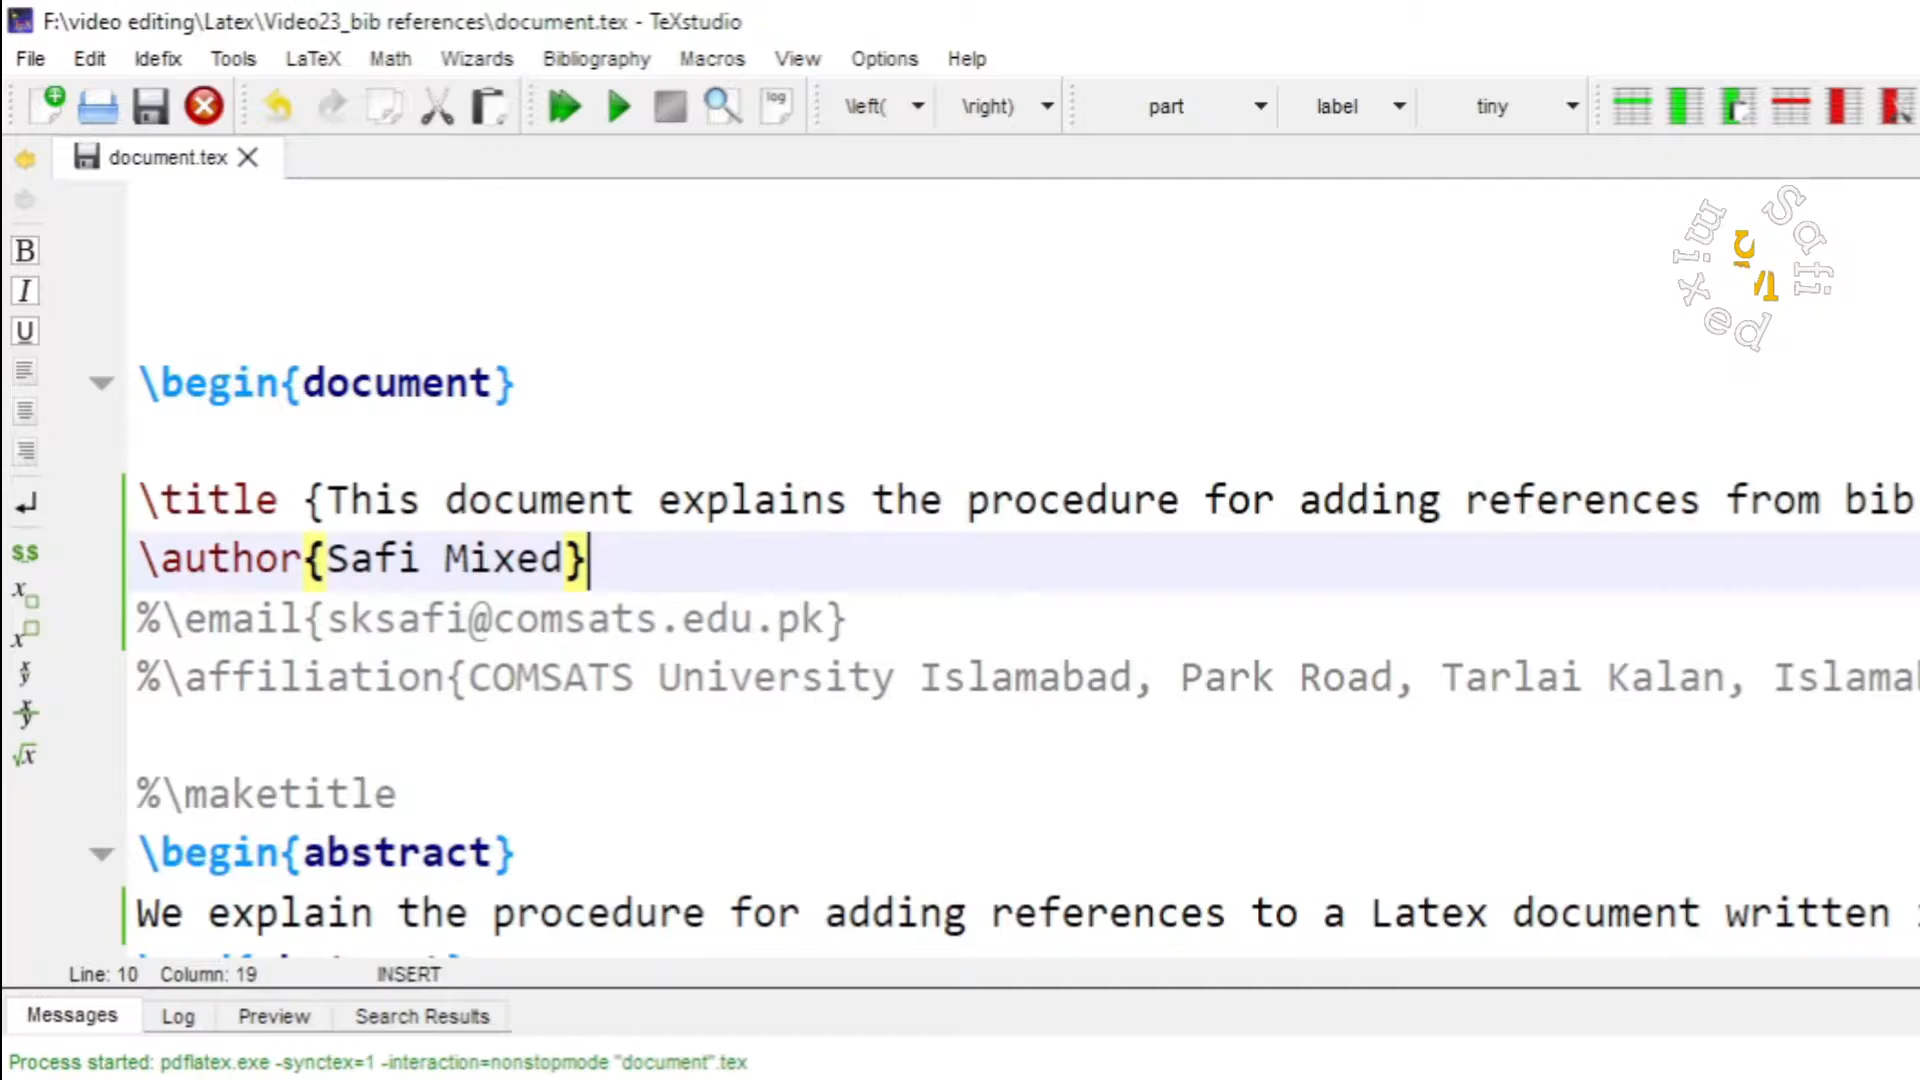 F:\video editing\Latex\Video23_bib references\document.tex - TeXstudio
File Edit Idefix Tools LaTeX Math Wizards Bibliography Macros View Options Help
log \left( \right) part label tiny
document.tex
Safi mixed
B
I
U
\begin{document}
\title {This document explains the procedure for adding references from bib
\author{Safi Mixed}
%\email{sksafi@comsats.edu.pk}
%\affiliation{COMSATS University Islamabad, Park Road, Tarlai Kalan,
%\maketitle
\begin{abstract}
We explain the procedure for adding references to a Latex document written
Line: 10 Column: 19 INSERT
Messages Log Preview Search Results
Process started: pdflatex.exe -synctex=1 -interaction=nonstopmode "document".tex